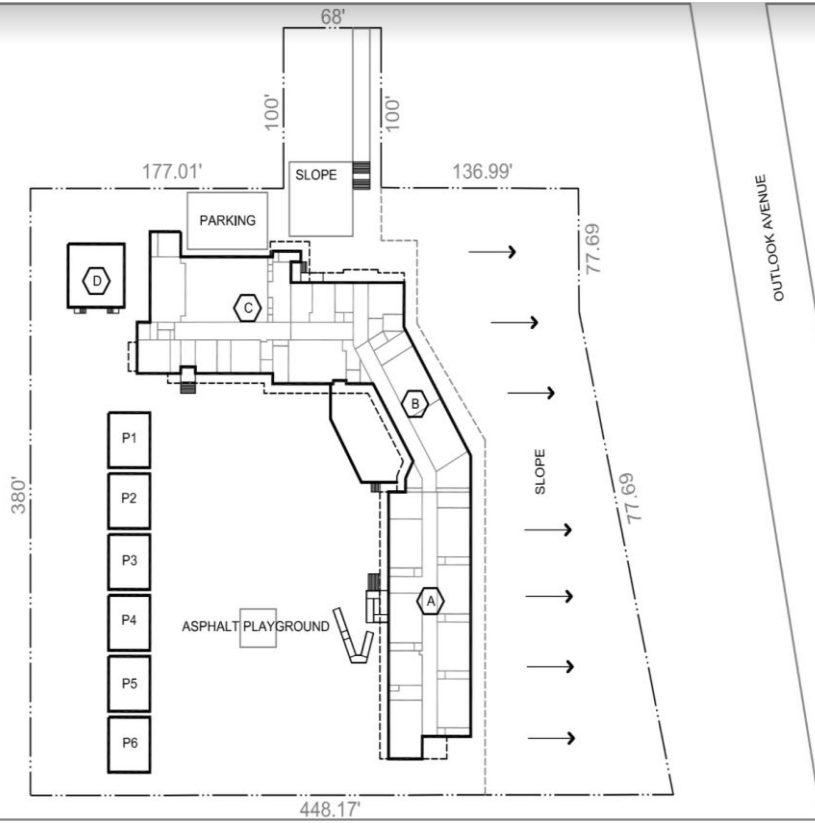 68'
100'
100'
177.01'
SLOPE
136.99'
OUTLOOK AVENUE
PARKING
77.69
D
C
B
P1
SLOPE
380'
P2
77.69
P3
A
P4
ASPHALT PLAYGROUND
P5
P6
448.17'